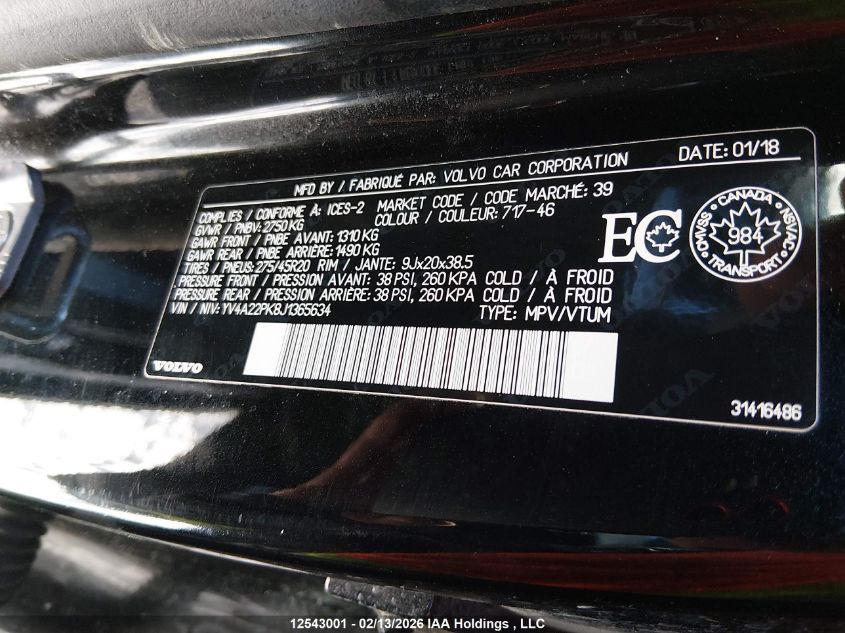 MFD BY / FABRIQUÉ PAR: VOLVO CAR CORPORATION DATE: 01/18
COMPLIES / CONFORME À: ICES-2 MARKET CODE / CODE MARCHÉ: 39
GVWR / PNBV: 2750 KG COLOUR / COULEUR: 717-46
GAWR FRONT / PNBE AVANT: 1310 KG
GAWR REAR / PNBE ARRIÈRE: 1490 KG
TIRES / PNEUS: 275/45R20 RIM / JANTE: 9Jx20x38.5
PRESSURE FRONT / PRESSION AVANT: 38 PSI, 260 KPA COLD / À FROID
PRESSURE REAR / PRESSION ARRIÈRE: 38 PSI, 260 KPA COLD / À FROID
VIN / NIV: YV4A22PK8J1365634 TYPE: MPV/VTUM
EC
CANADA
SVAC/NSVAC
984
TRANSPORT
VOLVO
31416486
12543001 - 02/13/2026 IAA Holdings , LLC